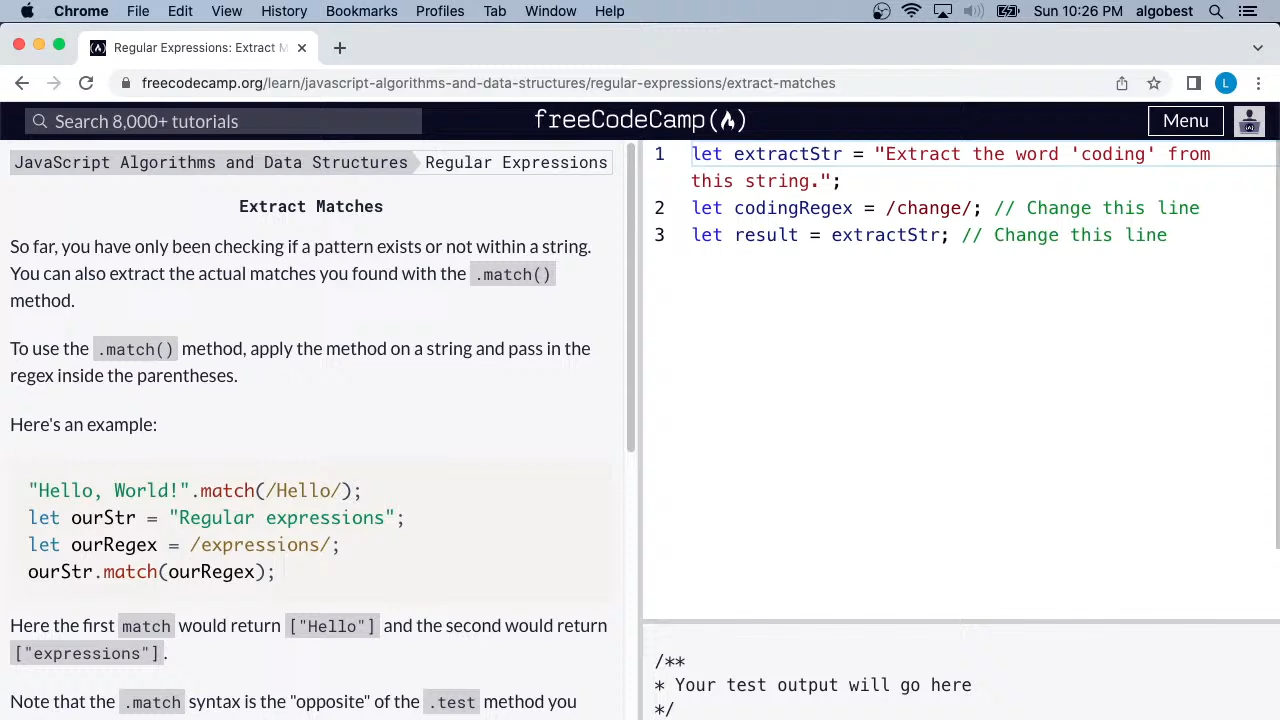 Chrome File Edit View History Bookmarks Profiles Tab Window Help Sun 10:26 PM algobest
Regular Expressions: Extract M
freecodecamp.org/learn/javascript-algorithms-and-data-structures/regular-expressions/extract-matches L
Search 8,000+ tutorials freeCodeCamp Menu
JavaScript Algorithms and Data Structures Regular Expressions
Extract Matches
So far, you have only been checking if a pattern exists or not within a string.
You can also extract the actual matches you found with the .match()
method.
To use the .match() method, apply the method on a string and pass in the
regex inside the parentheses.
Here's an example:
"Hello, World!".match(/Hello/);
let ourStr = "Regular expressions";
let ourRegex = /expressions/;
ourStr.match(ourRegex);
Here the first match would return ["Hello"] and the second would return
["expressions"].
Note that the .match syntax is the "opposite" of the .test method you
1 let extractStr = "Extract the word 'coding' from
this string.";
2 let codingRegex = /change/; // Change this line
3 let result = extractStr; // Change this line
/**
* Your test output will go here
*/